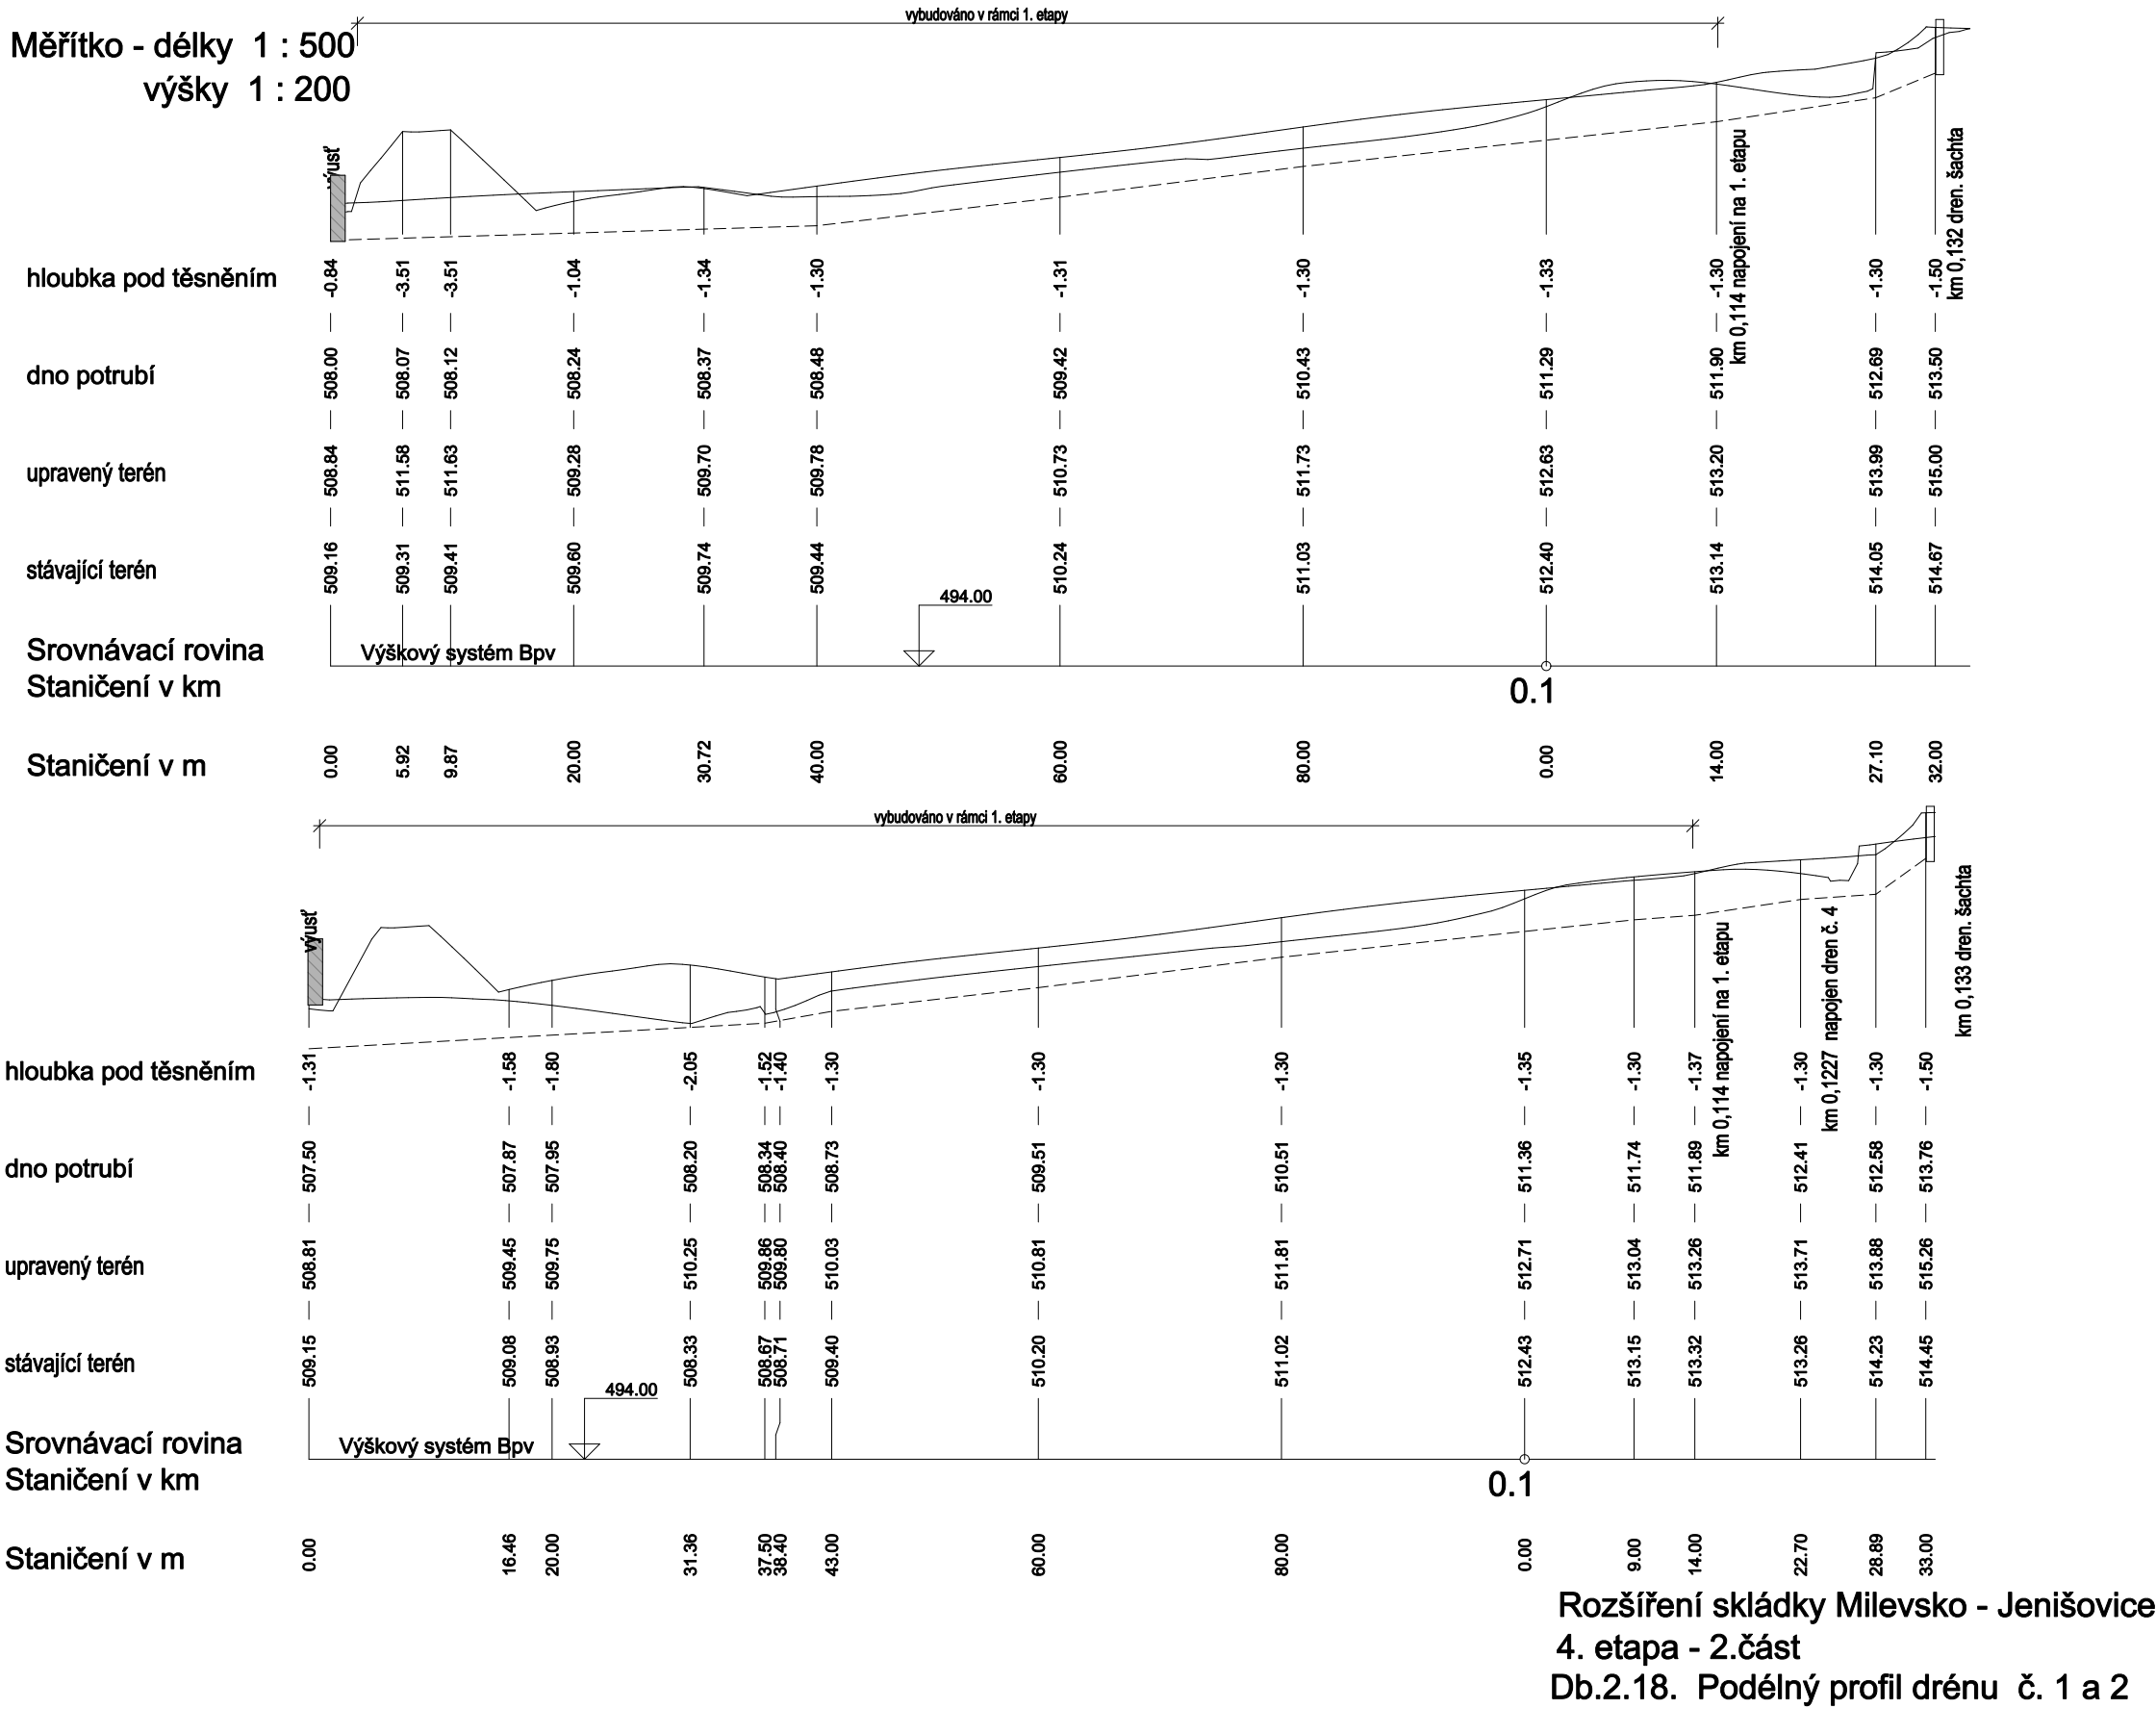 Měřítko - délky 1 : 500
výšky 1 : 200
vybudováno v rámci 1. etapy
výusť
km 0,114 napojení na 1. etapu
km 0,132 dren. šachta
hloubka pod těsněním -0.84 -3.51 -3.51 -1.04 -1.34 -1.30 -1.31 -1.30 -1.33 -1.30 -1.30 -1.50
dno potrubí 508.00 508.07 508.12 508.24 508.37 508.48 509.42 510.43 511.29 511.90 512.69 513.50
upravený terén 508.84 511.58 511.63 509.28 509.70 509.78 510.73 511.73 512.63 513.20 513.99 515.00
stávající terén 509.16 509.31 509.41 509.60 509.74 509.44 510.24 511.03 512.40 513.14 514.05 514.67
494.00
Srovnávací rovina Výškový systém Bpv
Staničení v km 0.1
Staničení v m 0.00 5.92 9.87 20.00 30.72 40.00 60.00 80.00 0.00 14.00 27.10 32.00
vybudováno v rámci 1. etapy
výusť
km 0,114 napojení na 1. etapu
km 0,1227 napojen dren č. 4
km 0,133 dren. šachta
hloubka pod těsněním -1.31 -1.58 -1.80 -2.05 -1.52 -1.40 -1.30 -1.30 -1.30 -1.35 -1.30 -1.37 -1.30 -1.30 -1.50
dno potrubí 507.50 507.87 507.95 508.20 508.34 508.40 508.73 509.51 510.51 511.36 511.74 511.89 512.41 512.58 513.76
upravený terén 508.81 509.45 509.75 510.25 509.86 509.80 510.03 510.81 511.81 512.71 513.04 513.26 513.71 513.88 515.26
stávající terén 509.15 509.08 508.93 508.33 508.67 508.71 509.40 510.20 511.02 512.43 513.15 513.32 513.26 514.23 514.45
494.00
Srovnávací rovina Výškový systém Bpv
Staničení v km 0.1
Staničení v m 0.00 16.46 20.00 31.36 37.50 38.40 43.00 60.00 80.00 0.00 9.00 14.00 22.70 28.89 33.00
Rozšíření skládky Milevsko - Jenišovice
4. etapa - 2.část
Db.2.18. Podélný profil drénu č. 1 a 2